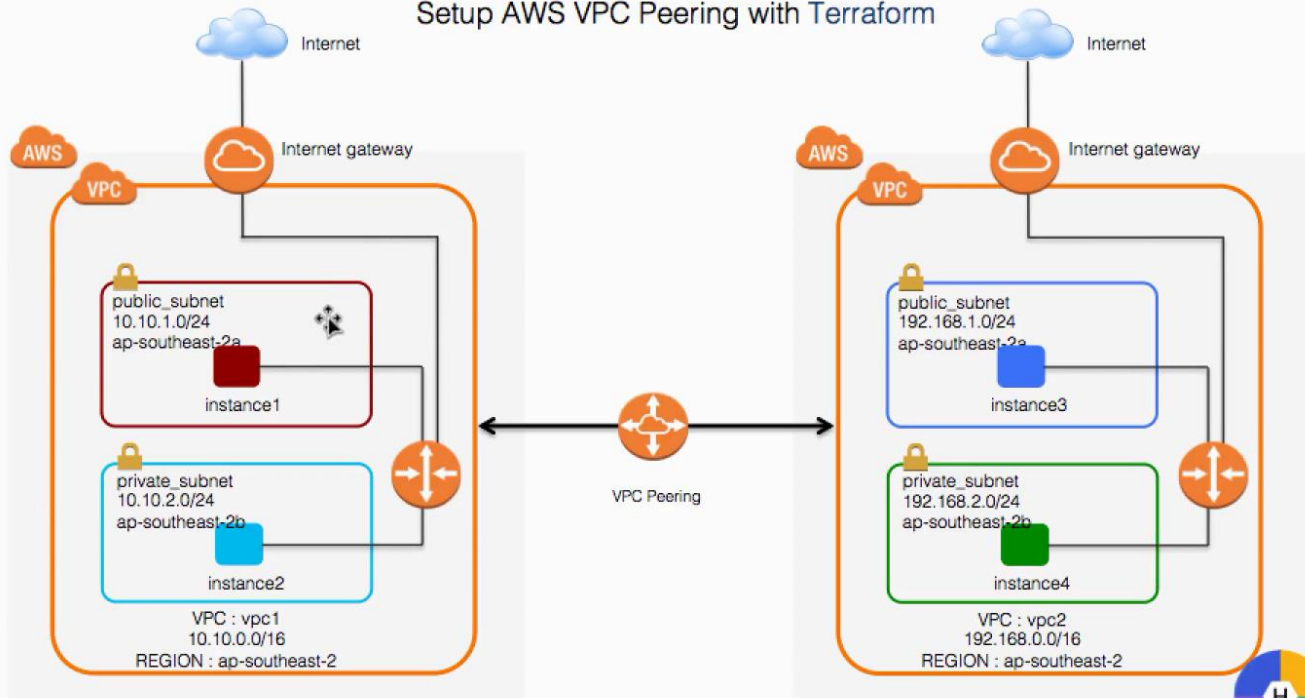 Setup AWS VPC Peering with Terraform
Internet
Internet gateway
AWS
VPC
public_subnet
10.10.1.0/24
ap-southeast-2a
instance1
private_subnet
10.10.2.0/24
ap-southeast-2b
instance2
VPC : vpc1
10.10.0.0/16
REGION : ap-southeast-2
VPC Peering
Internet
Internet gateway
AWS
VPC
public_subnet
192.168.1.0/24
ap-southeast-2a
instance3
private_subnet
192.168.2.0/24
ap-southeast-2b
instance4
VPC : vpc2
192.168.0.0/16
REGION : ap-southeast-2
H